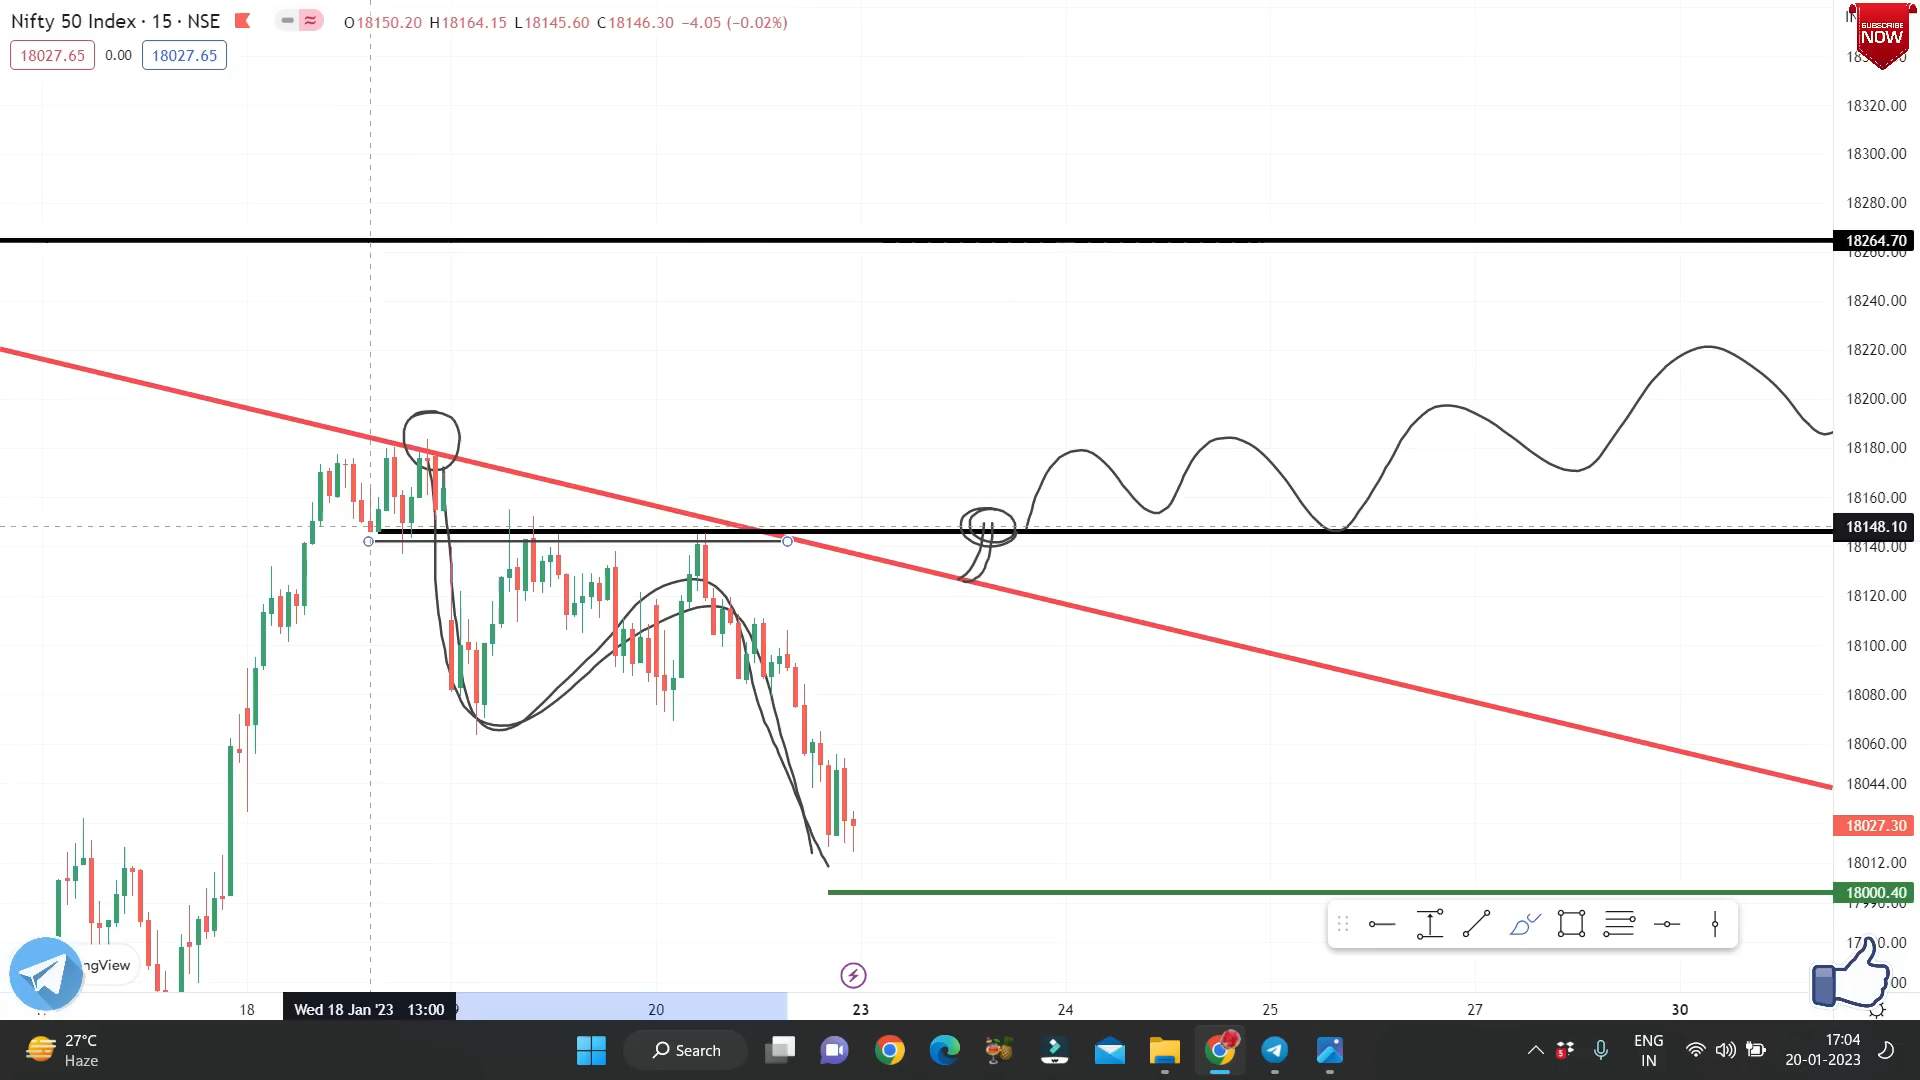 Nifty 50 Index · 15 · NSE
O18150.20 H18164.15 L18145.60 C18146.30 −4.05 (−0.02%)
18027.65 0.00 18027.65
SUBSCRIBE
NOW
18320.00
18300.00
18280.00
18264.70
18260.00
18240.00
18220.00
18200.00
18180.00
18160.00
18148.10
18140.00
18120.00
18100.00
18080.00
18060.00
18044.00
18027.30
18012.00
18000.40
ngView
18 Wed 18 Jan '23 13:00 20 23 24 25 27 30
27°C
Haze
Search
ENG
IN
17:04
20-01-2023